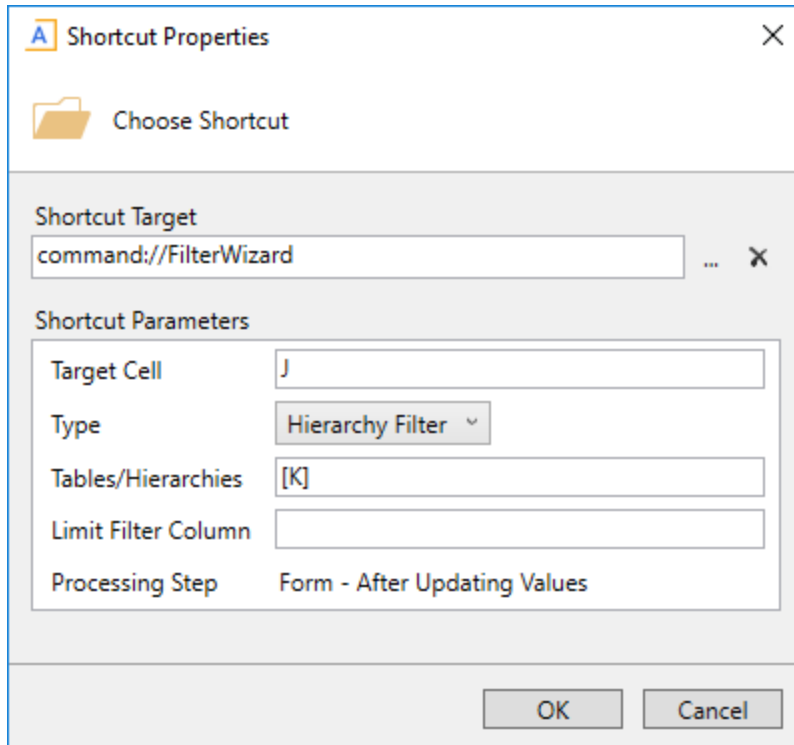 A Shortcut Properties
Choose Shortcut
Shortcut Target
command://FilterWizard ...
Shortcut Parameters
Target Cell J
Type Hierarchy Filter
Tables/Hierarchies [K]
Limit Filter Column
Processing Step Form - After Updating Values
OK Cancel